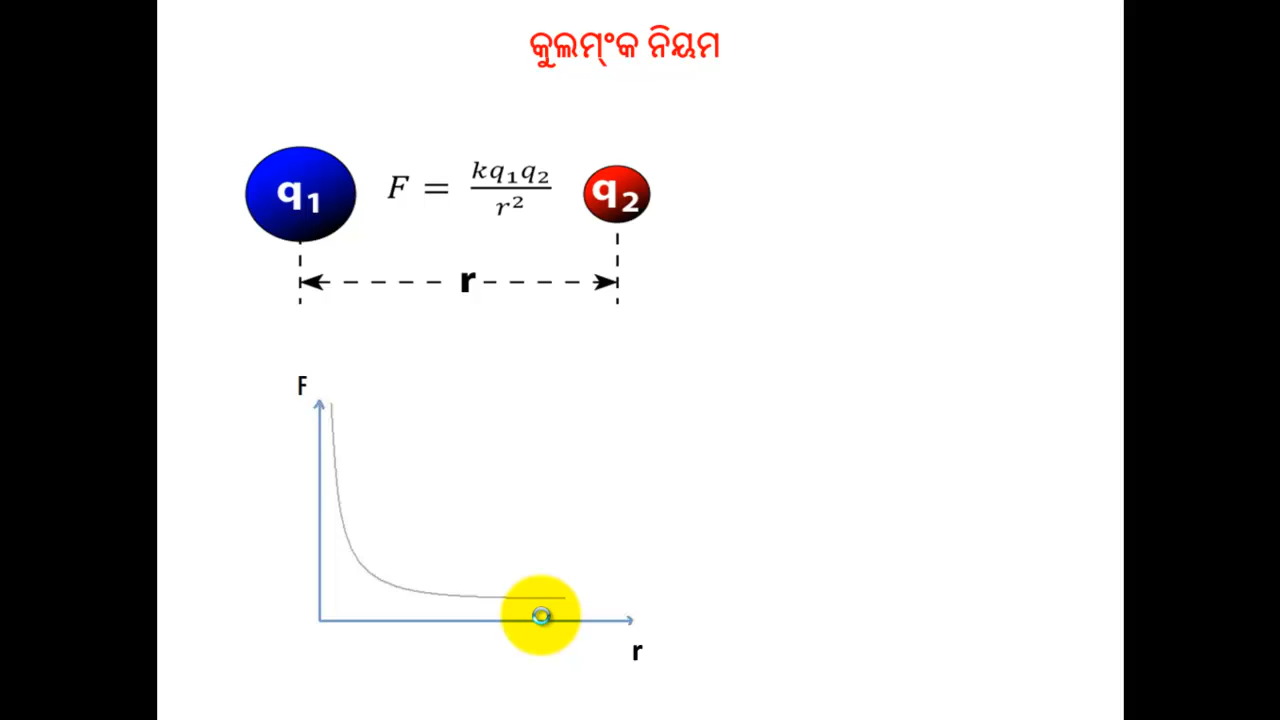 କୁଲମ୍ଂକ ନିୟମ
q₁
F = kq₁q₂/r²
q₂
r
F
r